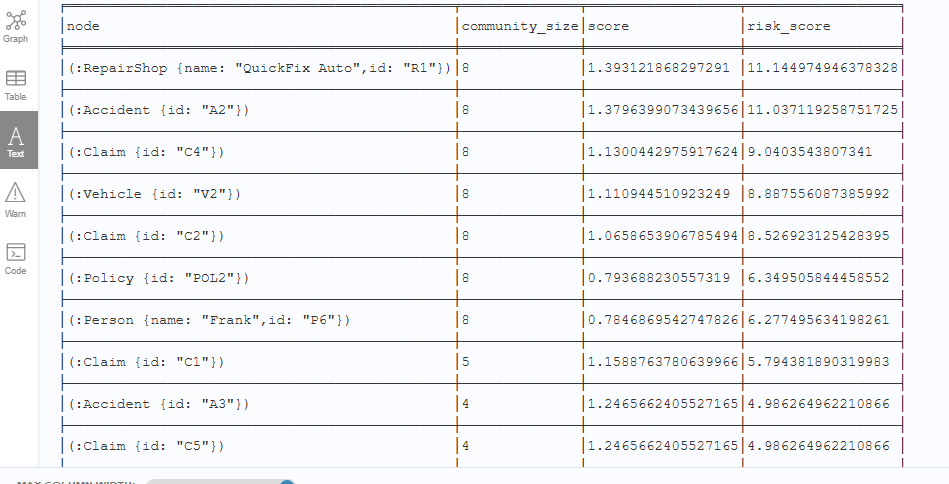 node community_size score risk_score
Graph
(:RepairShop {name: "QuickFix Auto",id: "R1"}) 8 1.393121868297291 11.144974946378328
Table
(:Accident {id: "A2"}) 8 1.3796399073439656 11.037119258751725
A
Text
(:Claim {id: "C4"}) 8 1.1300442975917624 9.0403543807341
(:Vehicle {id: "V2"}) 8 1.110944510923249 8.887556087385992
Warn
(:Claim {id: "C2"}) 8 1.0658653906785494 8.526923125428395
Code
(:Policy {id: "POL2"}) 8 0.793688230557319 6.349505844458552
(:Person {name: "Frank",id: "P6"}) 8 0.7846869542747826 6.277495634198261
(:Claim {id: "C1"}) 5 1.1588763780639966 5.794381890319983
(:Accident {id: "A3"}) 4 1.2465662405527165 4.986264962210866
(:Claim {id: "C5"}) 4 1.2465662405527165 4.986264962210866
MAX COLUMN WIDTH: